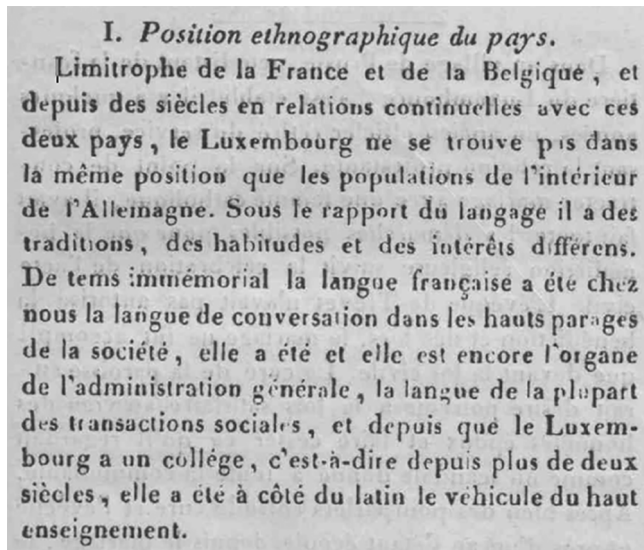 I. Position ethnographique du pays.
Limitrophe de la France et de la Belgique, et
depuis des siècles en relations continuelles avec ces
deux pays, le Luxembourg ne se trouve pas dans
la même position que les populations de l'intérieur
de l'Allemagne. Sous le rapport du langage il a des
traditions, des habitudes et des intérêts différens.
De tems immémorial la langue française a été chez
nous la langue de conversation dans les hauts parages
de la société, elle a été et elle est encore l'organe
de l'administration générale, la langue de la plupart
des transactions sociales, et depuis que le Luxem-
bourg a un collége, c'est-à-dire depuis plus de deux
siècles, elle a été à côté du latin le véhicule du haut
enseignement.